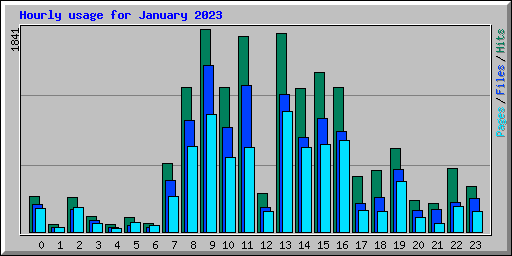 Hourly usage for January 2023
1841
Pages/Files/Hits
0 1 2 3 4 5 6 7 8 9 10 11 12 13 14 15 16 17 18 19 20 21 22 23